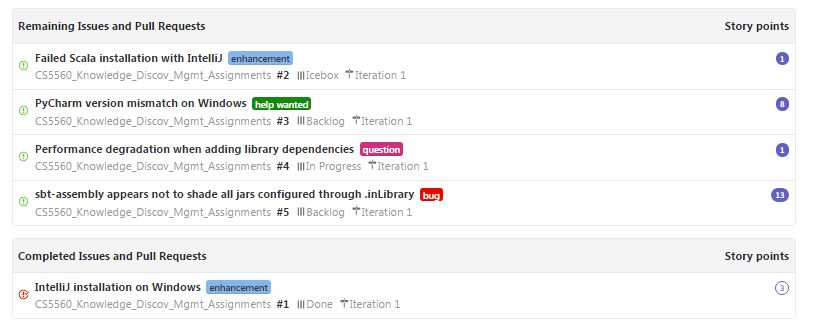 Remaining Issues and Pull Requests Story points
Failed Scala installation with IntelliJ enhancement 1
CS5560_Knowledge_Discov_Mgmt_Assignments #2 Icebox Iteration 1
PyCharm version mismatch on Windows help wanted 8
CS5560_Knowledge_Discov_Mgmt_Assignments #3 Backlog Iteration 1
Performance degradation when adding library dependencies question 1
CS5560_Knowledge_Discov_Mgmt_Assignments #4 In Progress Iteration 1
sbt-assembly appears not to shade all jars configured through .inLibrary bug 13
CS5560_Knowledge_Discov_Mgmt_Assignments #5 Backlog Iteration 1
Completed Issues and Pull Requests Story points
IntelliJ installation on Windows enhancement 3
CS5560_Knowledge_Discov_Mgmt_Assignments #1 Done Iteration 1